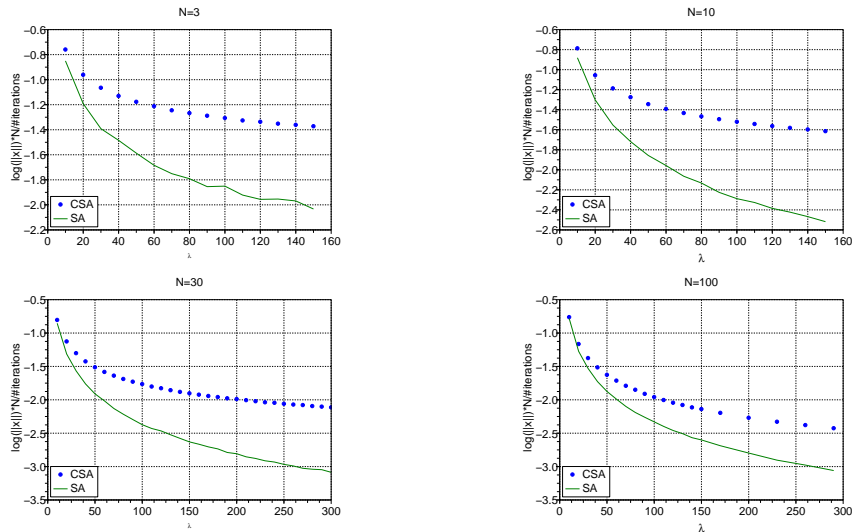 N=3
log(||x||)*N/#iterations
−0.6
−0.8
−1.0
−1.2
−1.4
−1.6
−1.8
−2.0
−2.2
CSA
SA
0 20 40 60 80 100 120 140 160
λ
N=10
log(||x||)*N/#iterations
−0.6
−0.8
−1.0
−1.2
−1.4
−1.6
−1.8
−2.0
−2.2
−2.4
−2.6
CSA
SA
0 20 40 60 80 100 120 140 160
λ
N=30
log(||x||)*N/#iterations
−0.5
−1.0
−1.5
−2.0
−2.5
−3.0
−3.5
CSA
SA
0 50 100 150 200 250 300
λ
N=100
log(||x||)*N/#iterations
−0.5
−1.0
−1.5
−2.0
−2.5
−3.0
−3.5
CSA
SA
0 50 100 150 200 250 300
λ